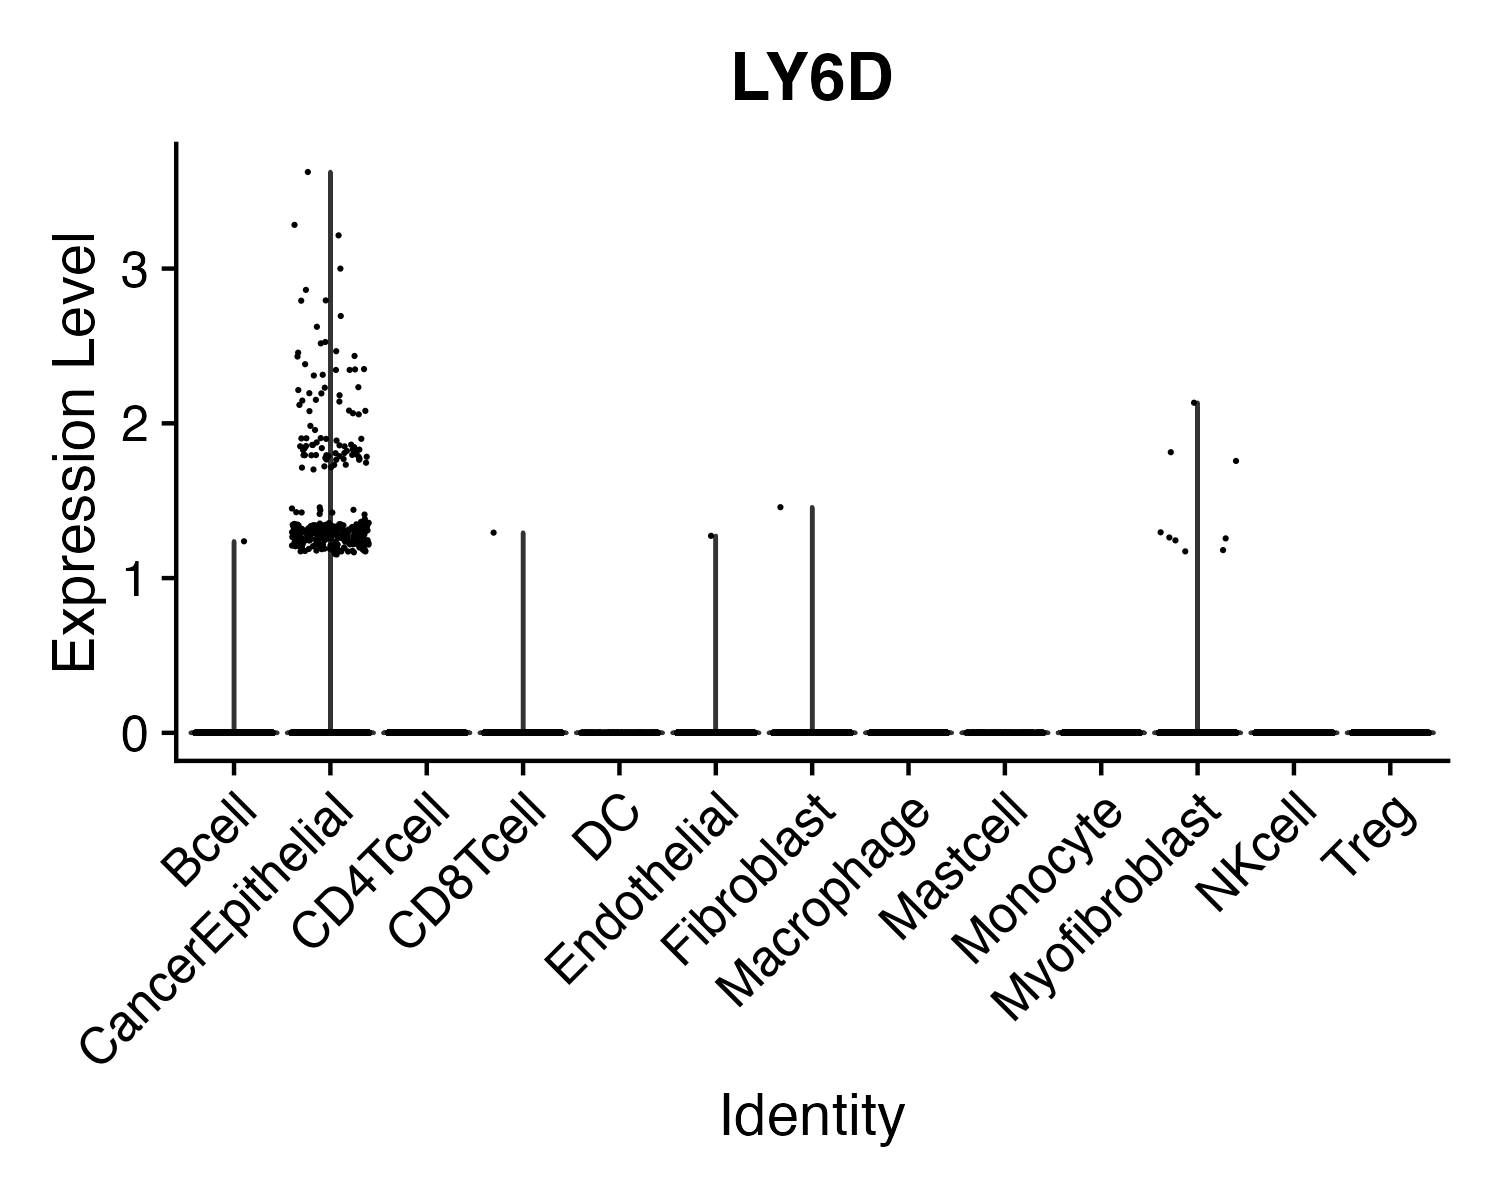 LY6D
Expression Level
3
2
1
0
Bcell
CancerEpithelial
CD4Tcell
CD8Tcell
DC
Endothelial
Fibroblast
Macrophage
Mastcell
Monocyte
Myofibroblast
NKcell
Treg
Identity